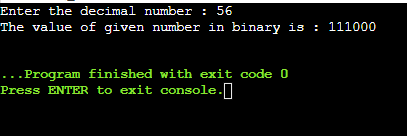 Enter the decimal number : 56
The value of given number in binary is : 111000
...Program finished with exit code 0
Press ENTER to exit console.